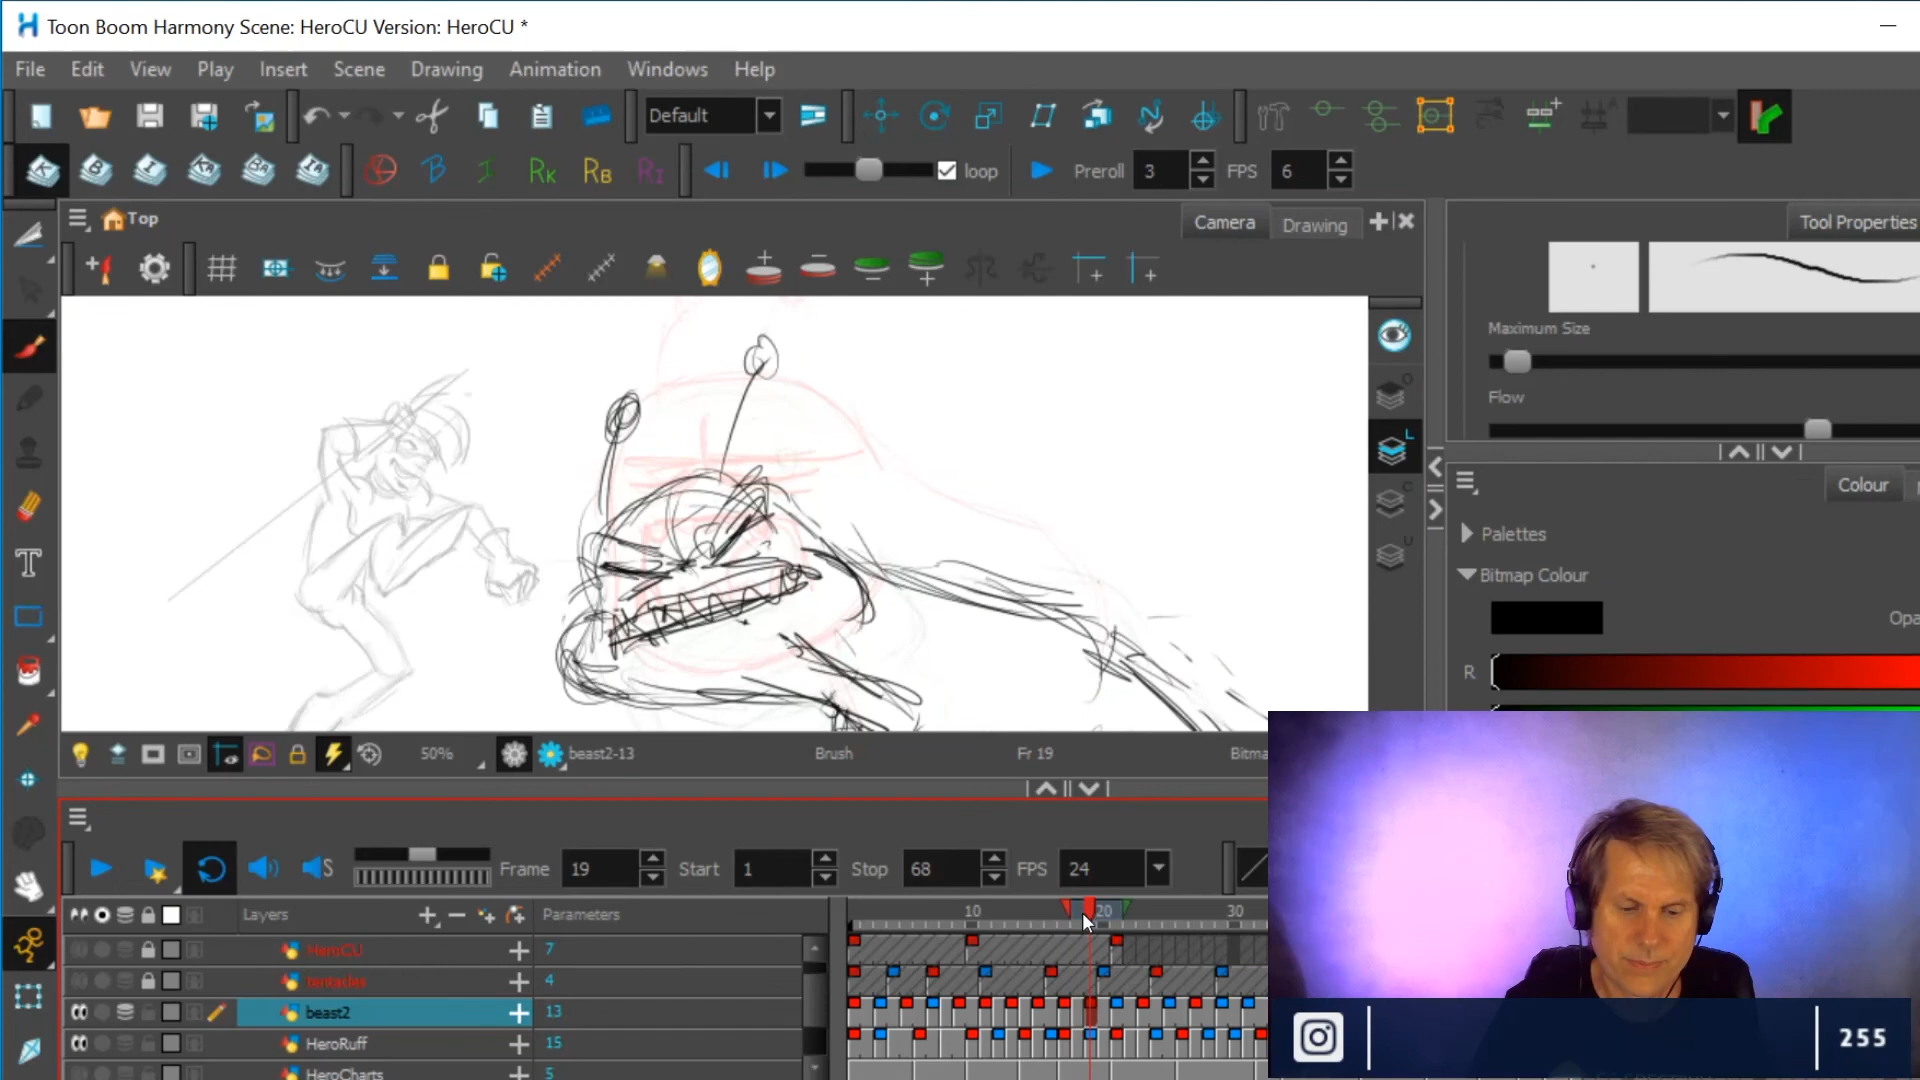 Toon Boom Harmony Scene: HeroCU Version: HeroCU *
File Edit View Play Insert Scene Drawing Animation Windows Help
Default
loop Preroll 3 FPS 6
Top Camera Drawing Tool Properties
Maximum Size
Flow
Colour
Palettes
Bitmap Colour
Opa
R
50% beast2-13 Brush Fr 19 Bitma
Frame 19 Start 1 Stop 68 FPS 24
Layers Parameters 10 20 30
HeroCU 7
tentacles 4
beast2 13
HeroRuff 15
HeroCharts 5
255